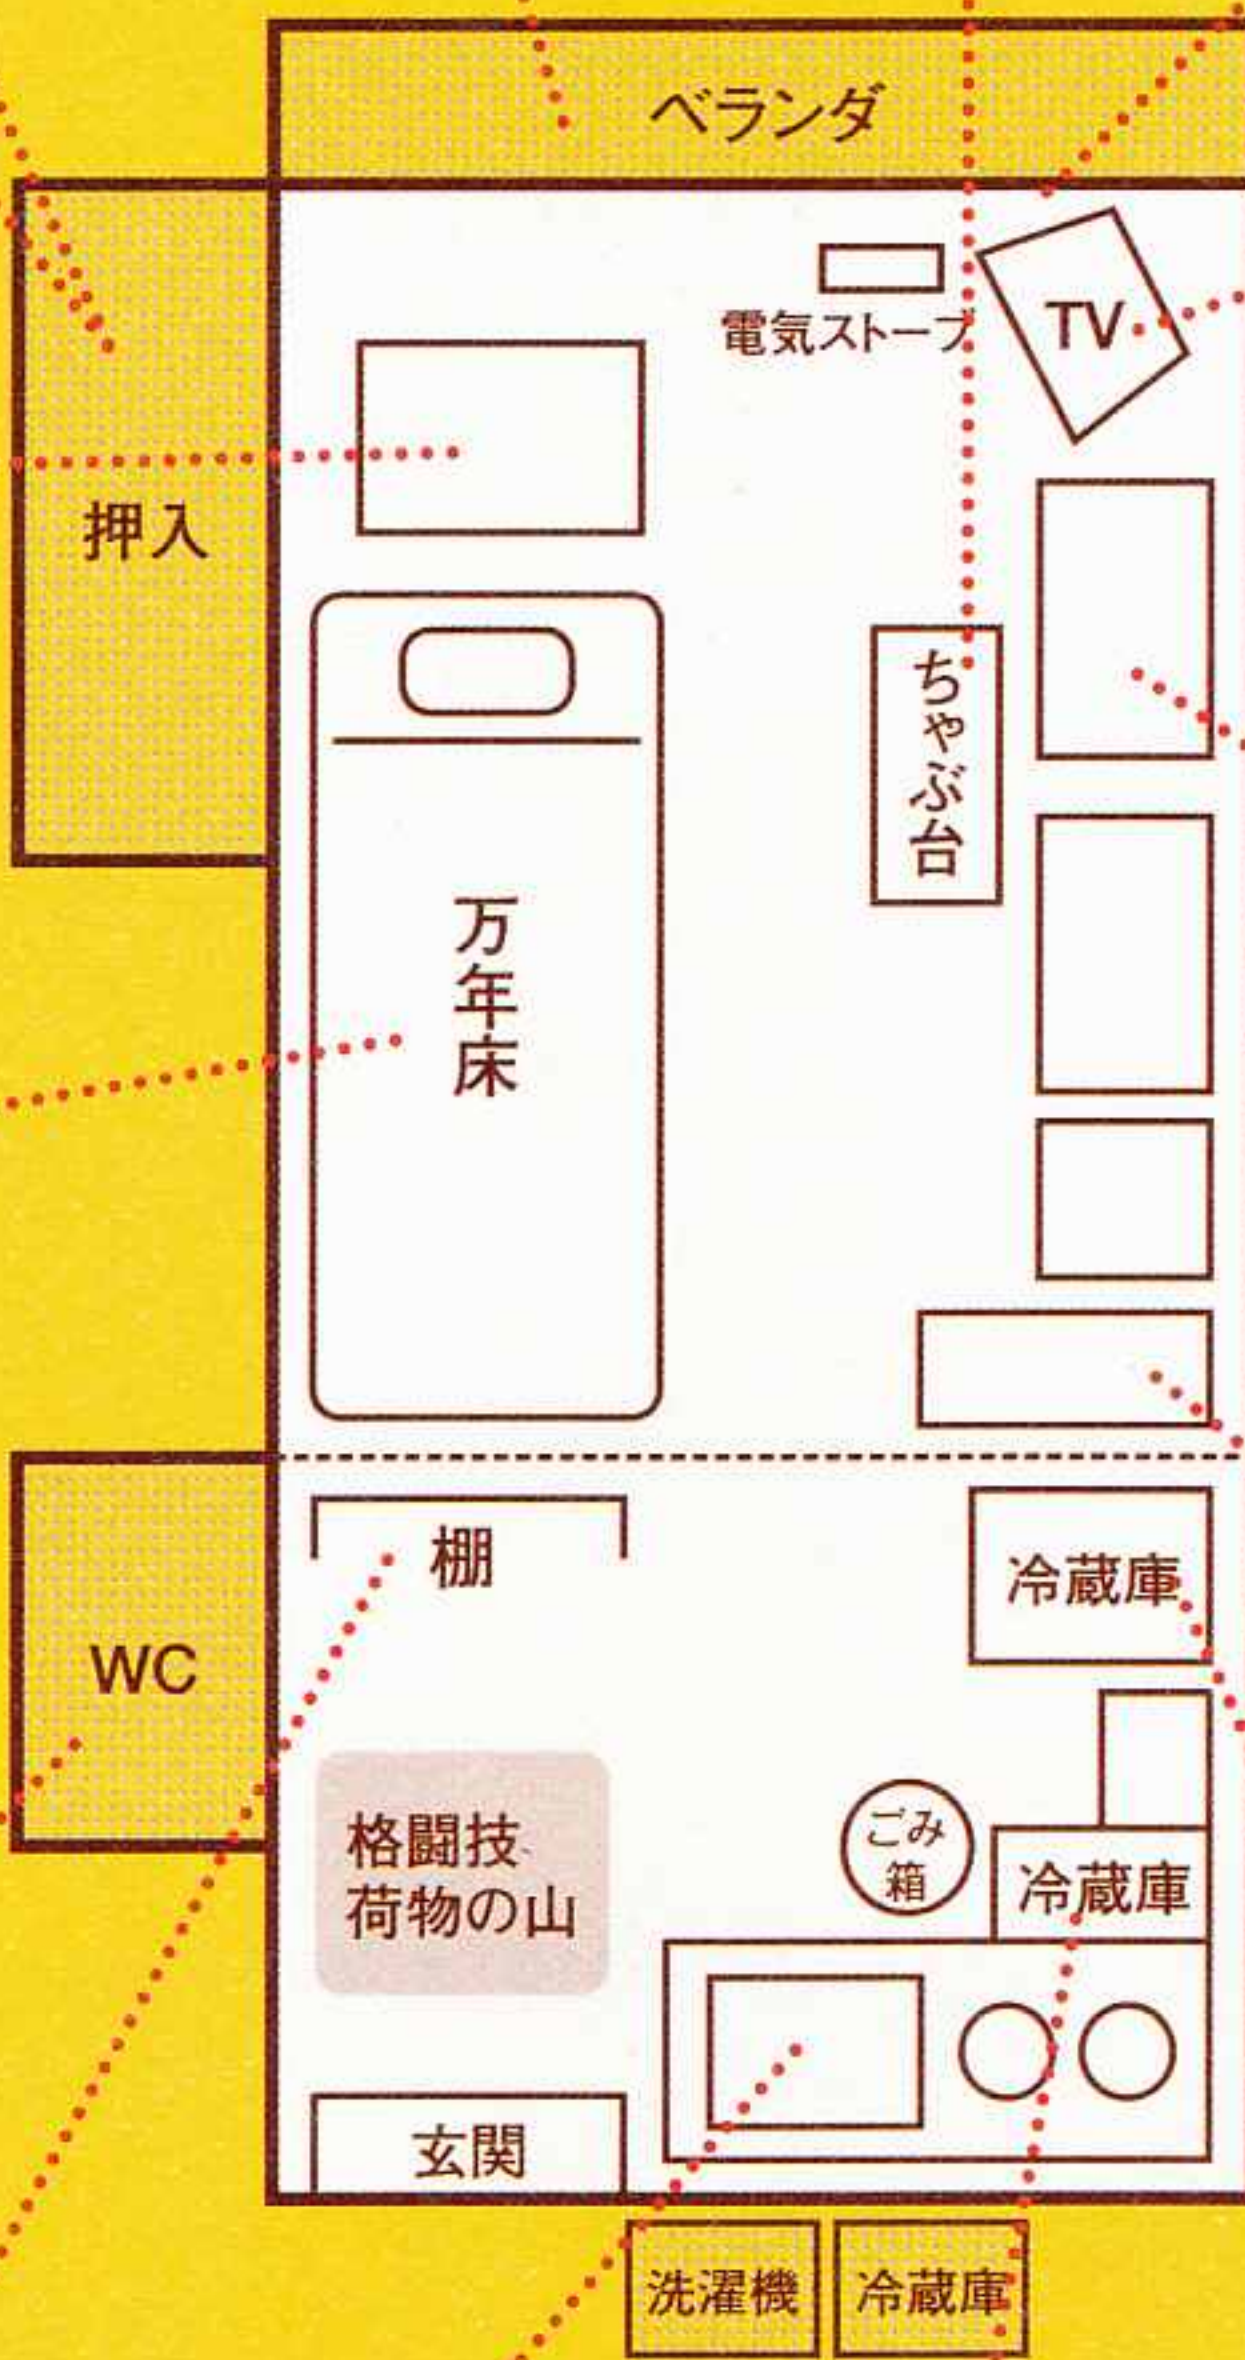 ベランダ
電気ストーブ
TV
押入
ちゃぶ台
万年床
棚
冷蔵庫
WC
格闘技
荷物の山
ごみ
箱
冷蔵庫
玄関
洗濯機
冷蔵庫